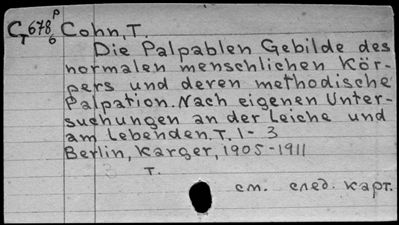 C 678 p Cohn, T.
T 6
Die Palpablen Gebilde des
normalen menschlichen Kör-
pers und deren methodische
Palpation. Nach eigenen Unter-
suchungen an der Leiche und
am Lebenden. T. 1 - 3
Berlin, Karger, 1905-1911
T.
см. след. карт.